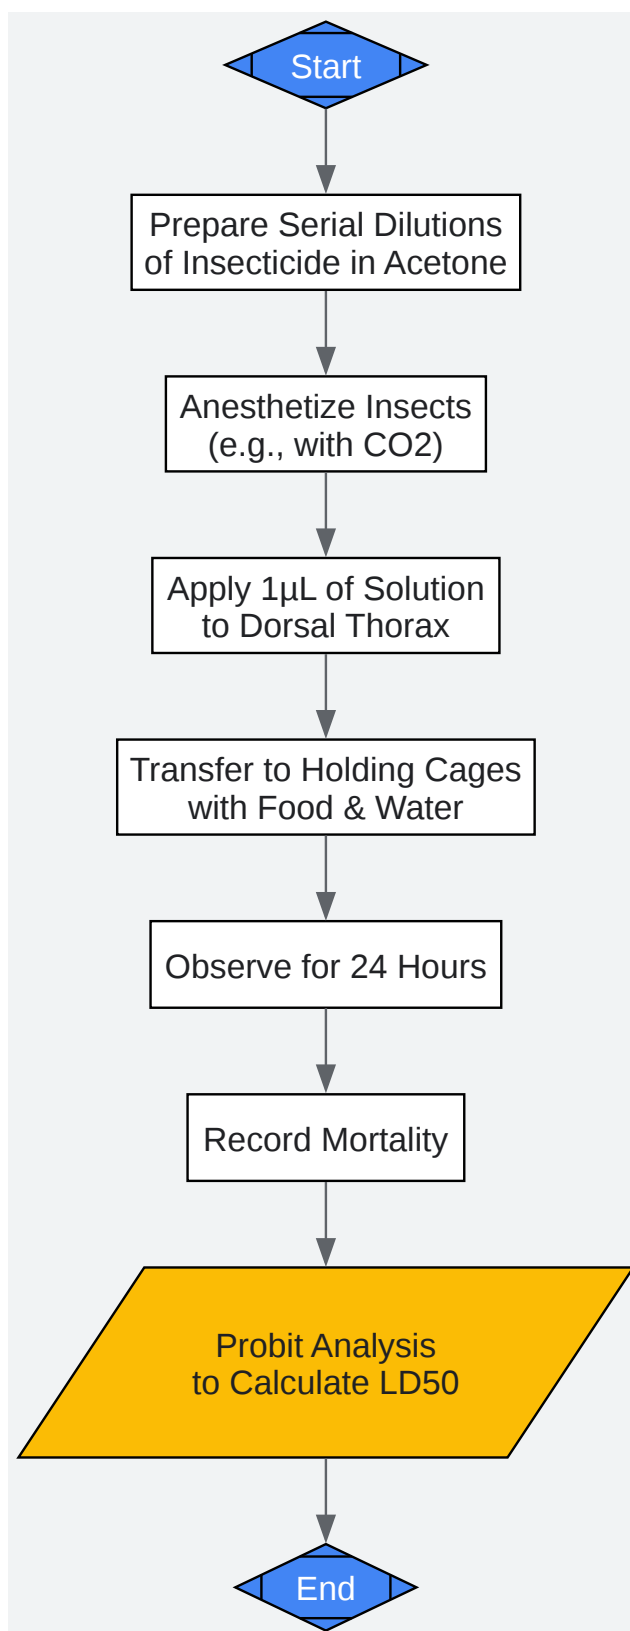 Start
Prepare Serial Dilutions
of Insecticide in Acetone
Anesthetize Insects
(e.g., with CO2)
Apply 1µL of Solution
to Dorsal Thorax
Transfer to Holding Cages
with Food & Water
Observe for 24 Hours
Record Mortality
Probit Analysis
to Calculate LD50
End